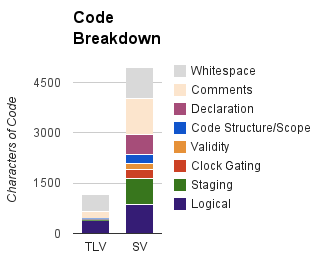 Code
Breakdown
Characters of Code
4500
3000
1500
0
TLV
SV
Whitespace
Comments
Declaration
Code Structure/Scope
Validity
Clock Gating
Staging
Logical